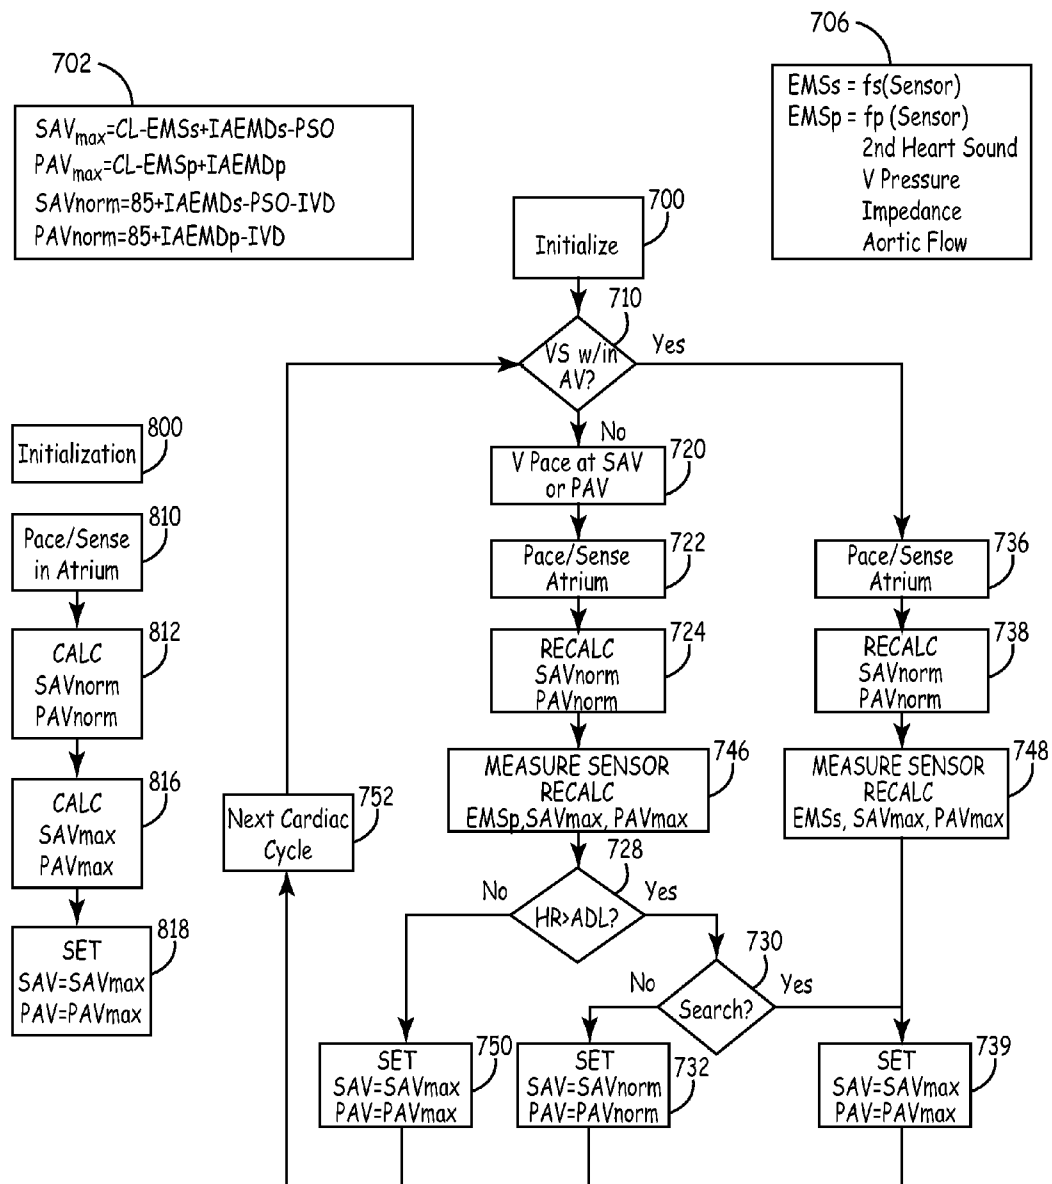 702
706
SAVmax=CL-EMSs+IAEMDs-PSO
PAVmax=CL-EMSp+IAEMDp
SAVnorm=85+IAEMDs-PSO-IVD
PAVnorm=85+IAEMDp-IVD
EMSs = fs(Sensor)
EMSp = fp (Sensor)
2nd Heart Sound
V Pressure
Impedance
Aortic Flow
700
Initialize
710
VS w/in
AV?
Yes
No
800
Initialization
810
Pace/Sense
in Atrium
812
CALC
SAVnorm
PAVnorm
816
CALC
SAVmax
PAVmax
818
SET
SAV=SAVmax
PAV=PAVmax
752
Next Cardiac
Cycle
720
V Pace at SAV
or PAV
722
Pace/Sense
Atrium
724
RECALC
SAVnorm
PAVnorm
746
MEASURE SENSOR
RECALC
EMSp,SAVmax, PAVmax
728
No
Yes
HR>ADL?
730
No
Yes
Search?
736
Pace/Sense
Atrium
738
RECALC
SAVnorm
PAVnorm
748
MEASURE SENSOR
RECALC
EMSs, SAVmax, PAVmax
750
SET
SAV=SAVmax
PAV=PAVmax
732
SET
SAV=SAVnorm
PAV=PAVnorm
739
SET
SAV=SAVmax
PAV=PAVmax